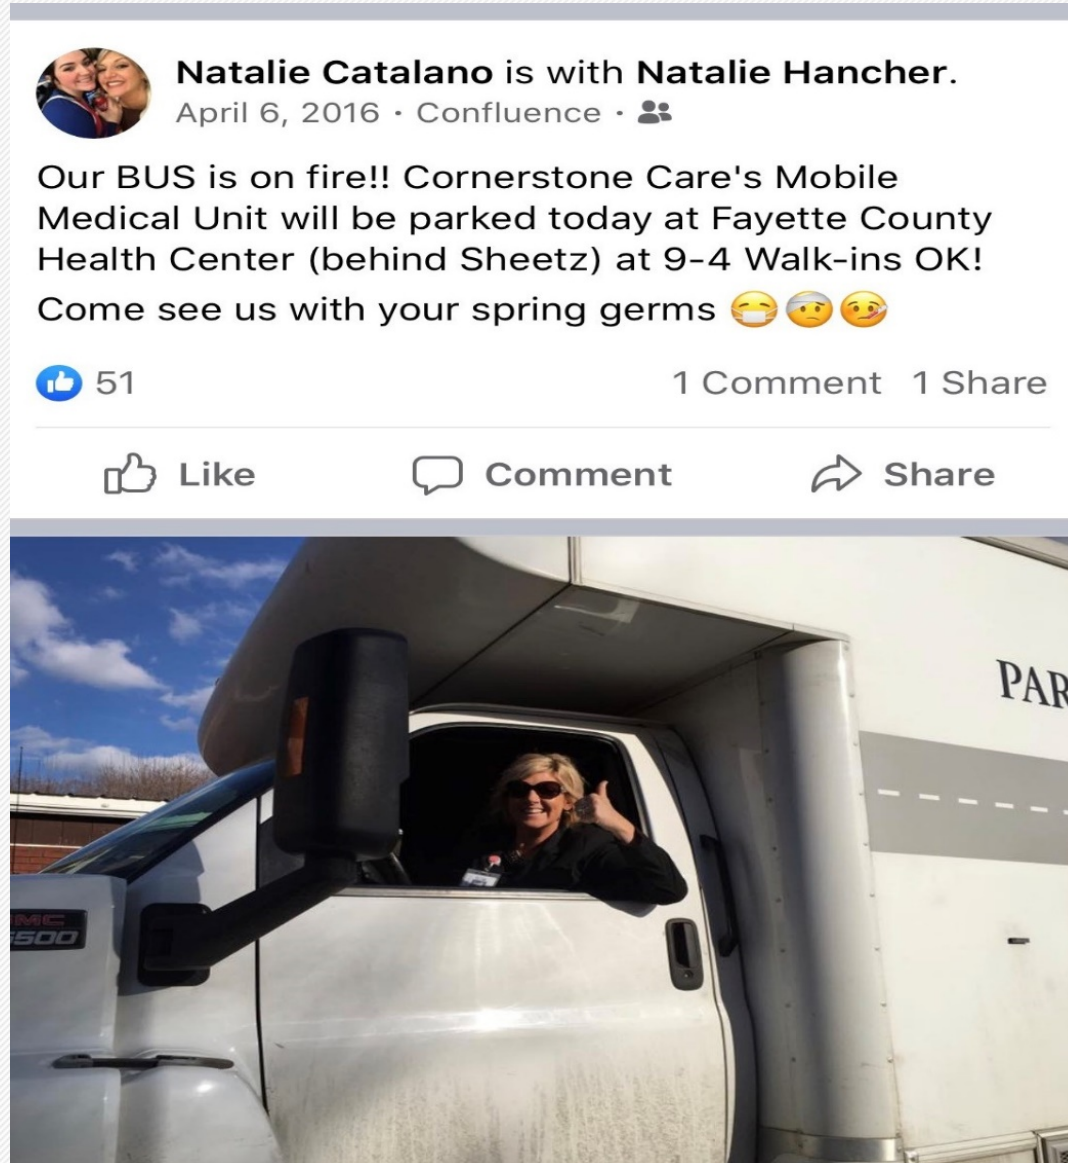 Natalie Catalano is with Natalie Hancher.
April 6, 2016 · Confluence ·
Our BUS is on fire!! Cornerstone Care's Mobile
Medical Unit will be parked today at Fayette County
Health Center (behind Sheetz) at 9-4 Walk-ins OK!
Come see us with your spring germs 😷🤕🤒
51
1 Comment 1 Share
Like Comment Share
PAR
MC
5500